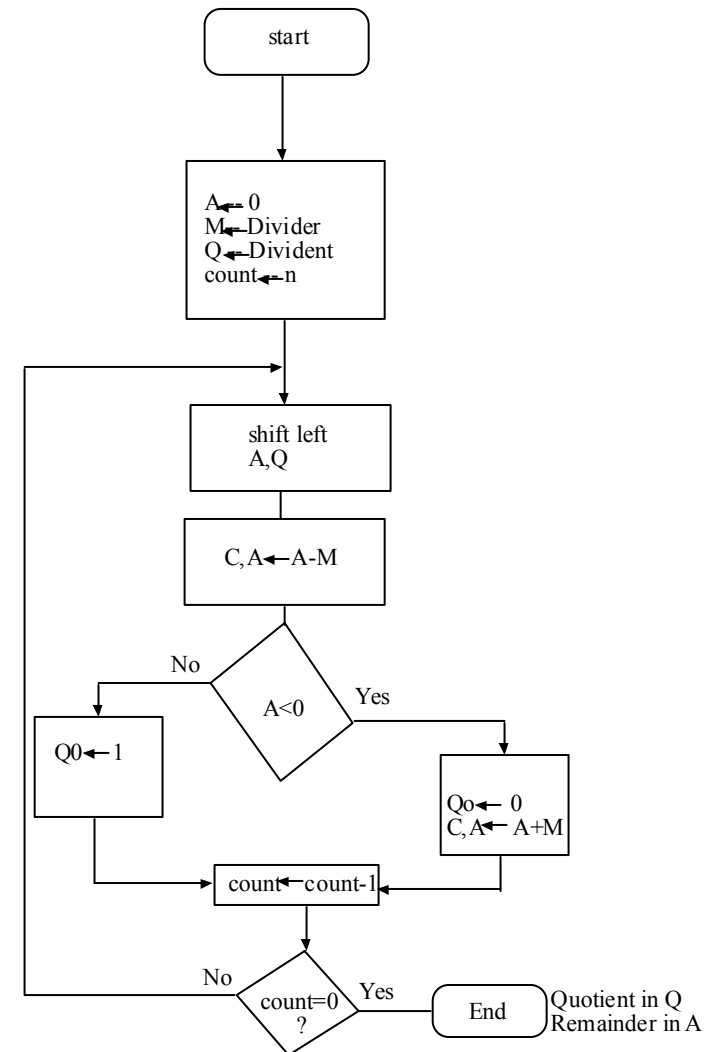 start
A← 0
M←Divider
Q←Divident
count←n
shift left
A,Q
C,A←A-M
No
Yes
A<0
Q0←1
Qo← 0
C,A← A+M
count←count-1
No
Yes
count=0
?
End
Quotient in Q
Remainder in A